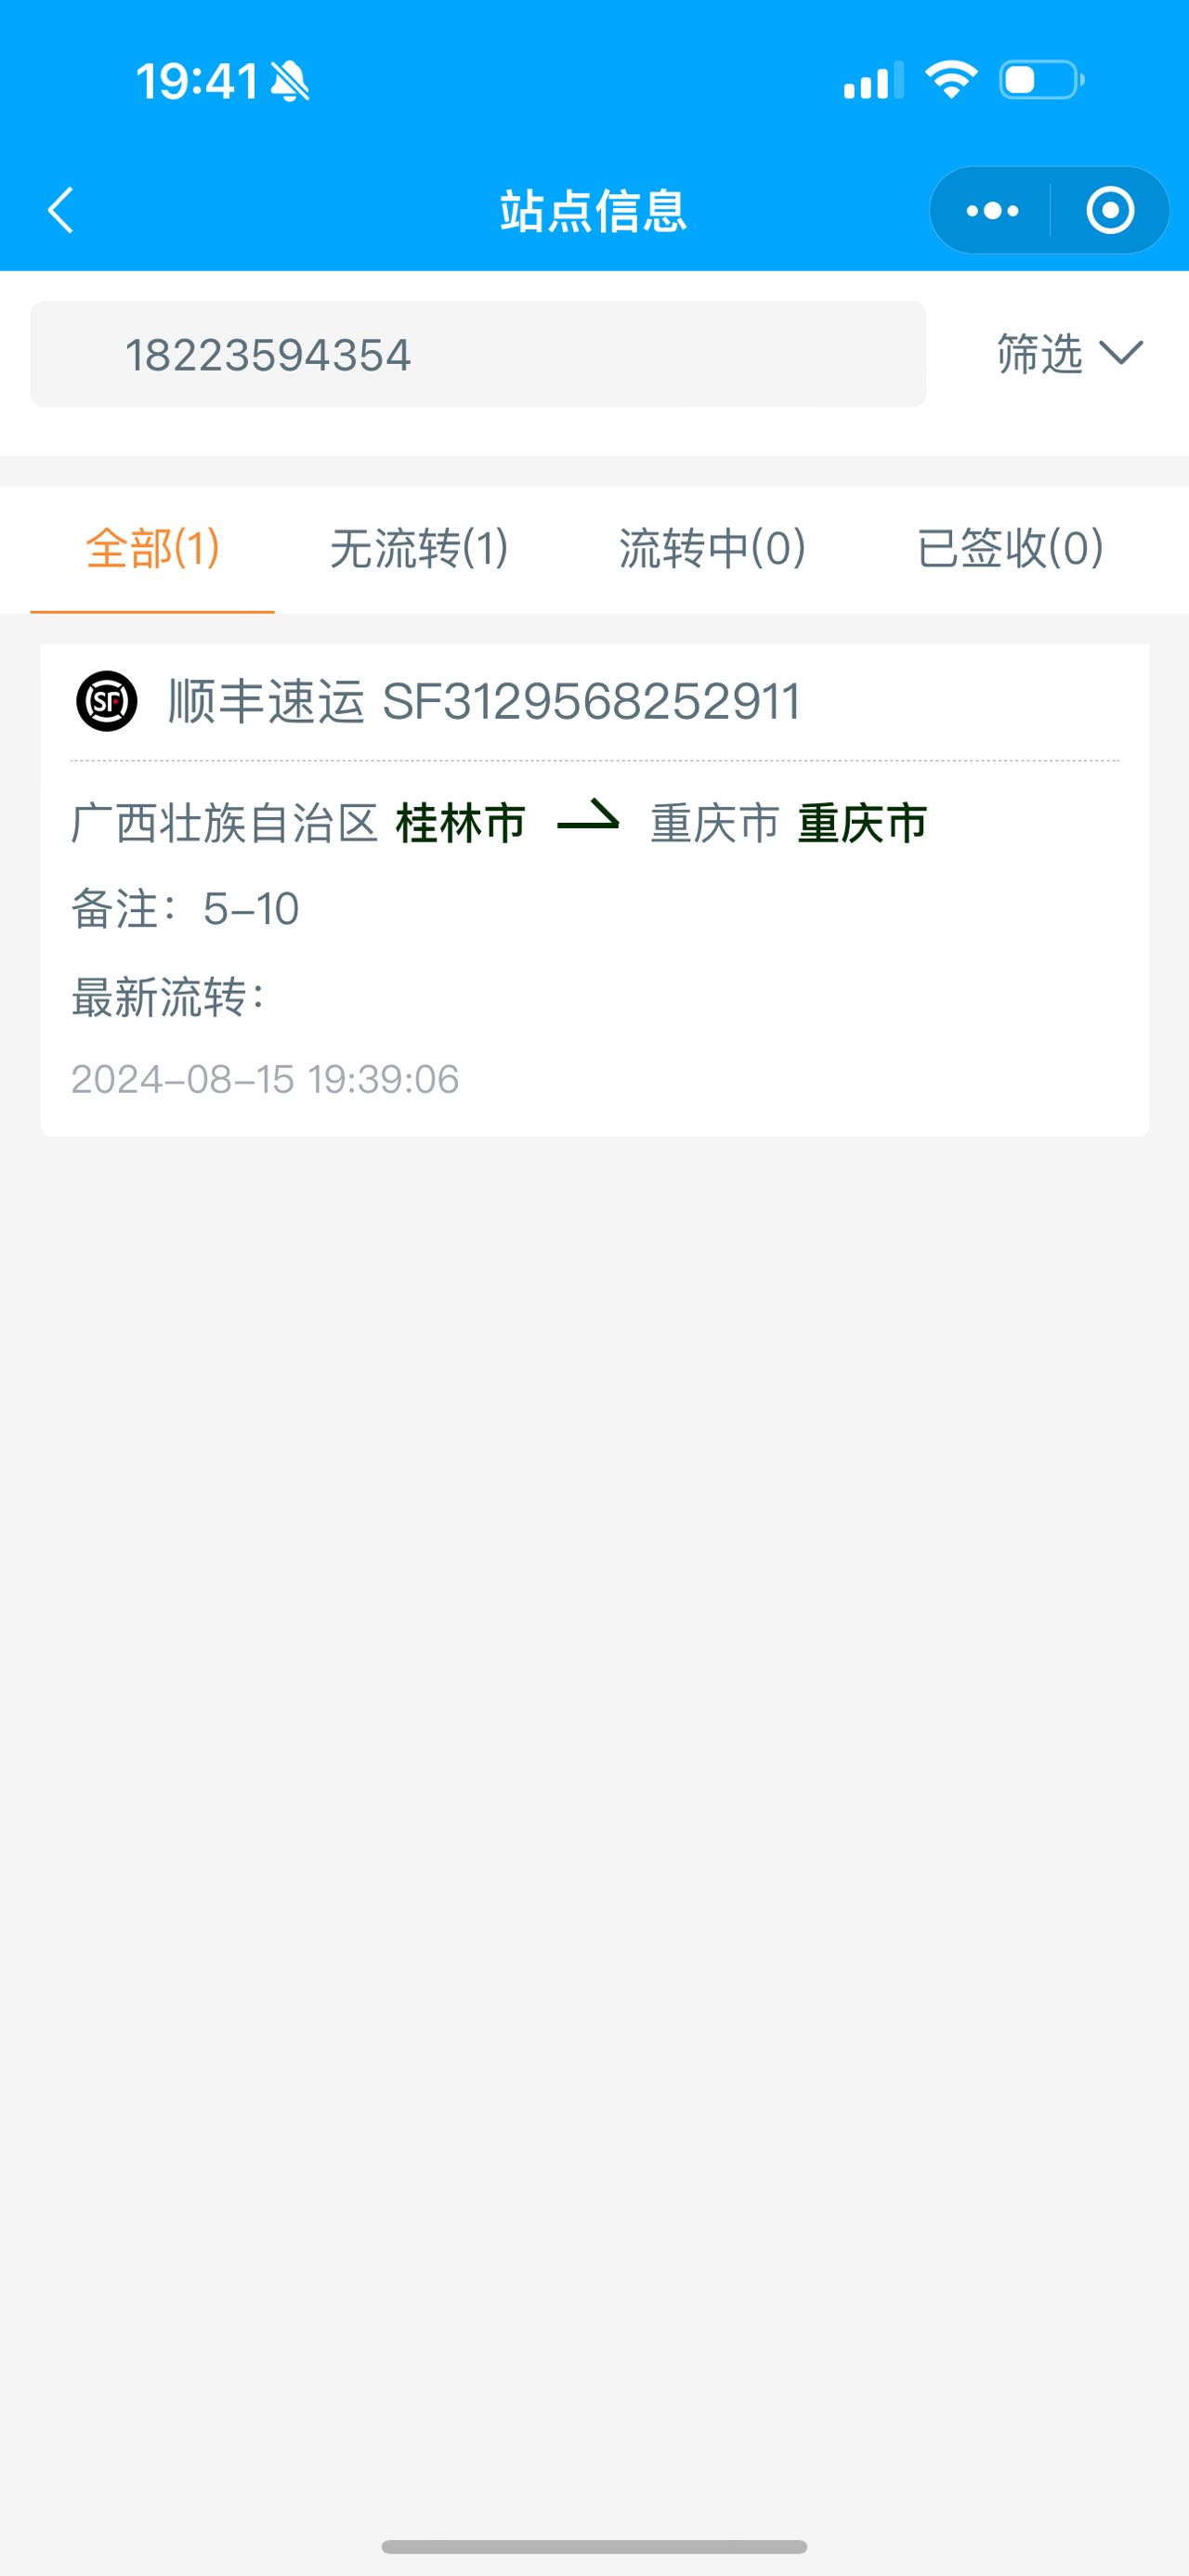 19:41
站点信息
18223594354
筛选
全部(1) 无流转(1) 流转中(0) 已签收(0)
SF 顺丰速运 SF3129568252911
广西壮族自治区 桂林市 重庆市 重庆市
备注：5-10
最新流转：
2024-08-15 19:39:06